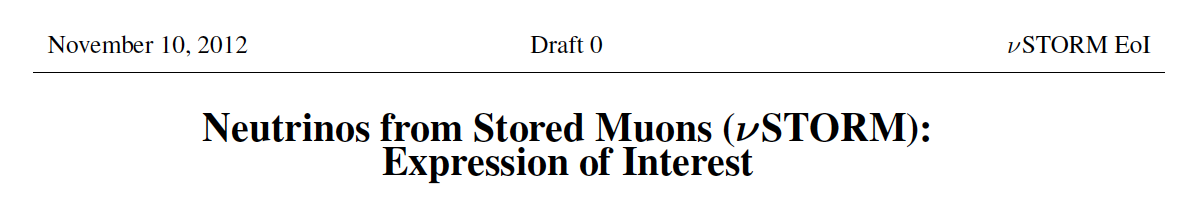 November 10, 2012 Draft 0 νSTORM EoI
Neutrinos from Stored Muons (νSTORM):
Expression of Interest